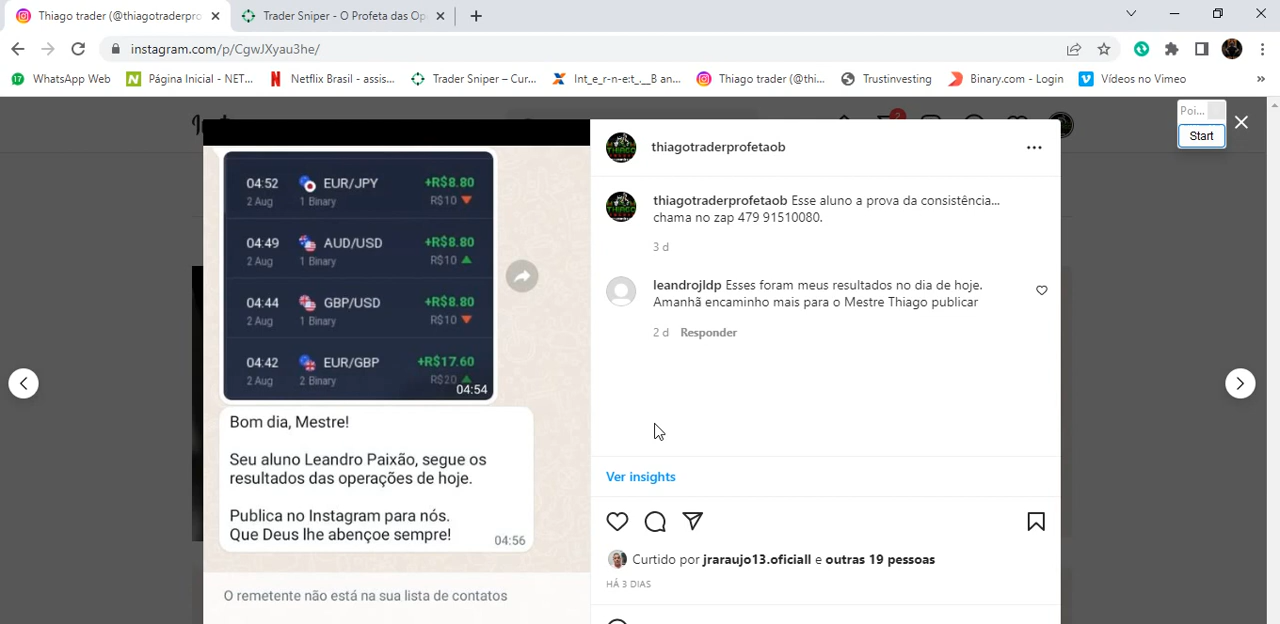 Thiago trader (@thiagotraderpro
Trader Sniper - O Profeta das Op
instagram.com/p/CgwJXyau3he/
WhatsApp Web
Página Inicial - NET...
Netflix Brasil - assis...
Trader Sniper – Cur...
Int_e_r_n=e:t_,__B an...
Thiago trader (@thi...
Trustinvesting
Binary.com - Login
Vídeos no Vimeo
»
Poi...
Start
2
04:52 EUR/JPY +R$8.80
2 Aug 1 Binary R$10
04:49 AUD/USD +R$8.80
2 Aug 1 Binary R$10
04:44 GBP/USD +R$8.80
2 Aug 1 Binary R$10
04:42 EUR/GBP +R$17.60
2 Aug 2 Binary R$20
04:54
Bom dia, Mestre!
Seu aluno Leandro Paixão, segue os
resultados das operações de hoje.
Publica no Instagram para nós.
Que Deus lhe abençoe sempre!
04:56
O remetente não está na sua lista de contatos
thiagotraderprofetaob
thiagotraderprofetaob Esse aluno a prova da consistência...
chama no zap 479 91510080.
3 d
leandrojldp Esses foram meus resultados no dia de hoje.
Amanhã encaminho mais para o Mestre Thiago publicar
2 d Responder
Ver insights
Curtido por jraraujo13.oficiall e outras 19 pessoas
HÁ 3 DIAS